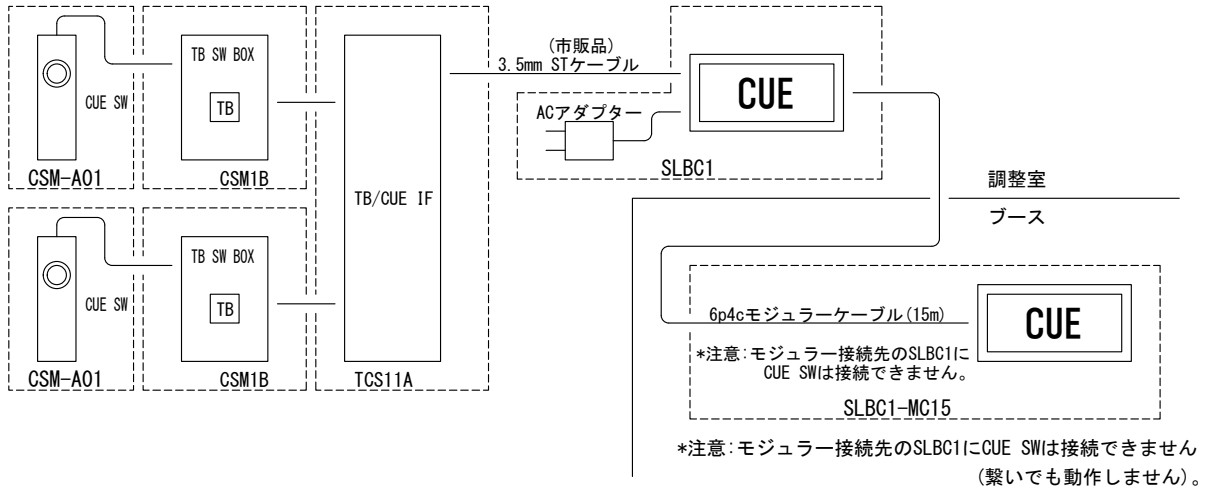 CUE SW
TB SW BOX
TB
CSM-A01
CSM1B
CUE SW
TB SW BOX
TB
CSM-A01
CSM1B
TB/CUE IF
TCS11A
(市販品)
3.5mm STケーブル
ACアダプター
CUE
SLBC1
調整室
ブース
6p4cモジュラーケーブル(15m)
CUE
*注意:モジュラー接続先のSLBC1に
CUE SWは接続できません。
SLBC1-MC15
*注意:モジュラー接続先のSLBC1にCUE SWは接続できません
(繋いでも動作しません)。